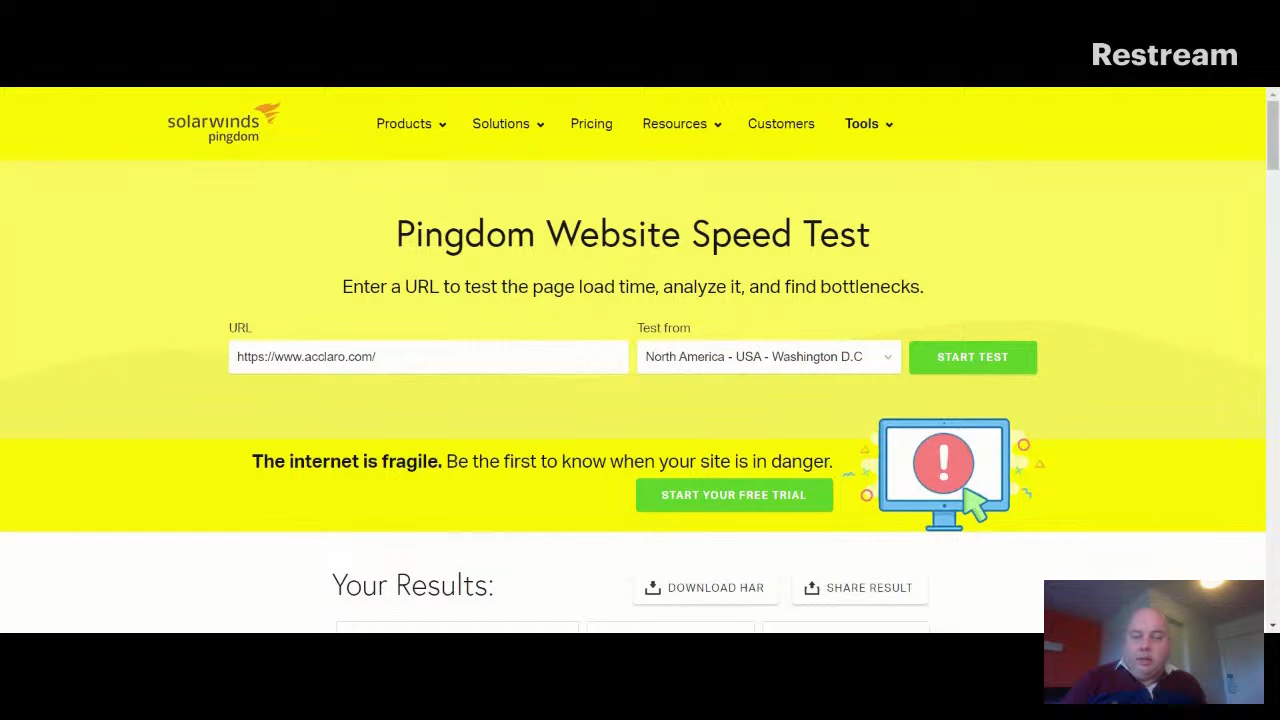 Restream
solarwinds
pingdom
Products
Solutions
Pricing
Resources
Customers
Tools
Pingdom Website Speed Test
Enter a URL to test the page load time, analyze it, and find bottlenecks.
URL
Test from
https://www.acclaro.com/
North America - USA - Washington D.C
START TEST
The internet is fragile. Be the first to know when your site is in danger.
START YOUR FREE TRIAL
!
Your Results:
DOWNLOAD HAR
SHARE RESULT